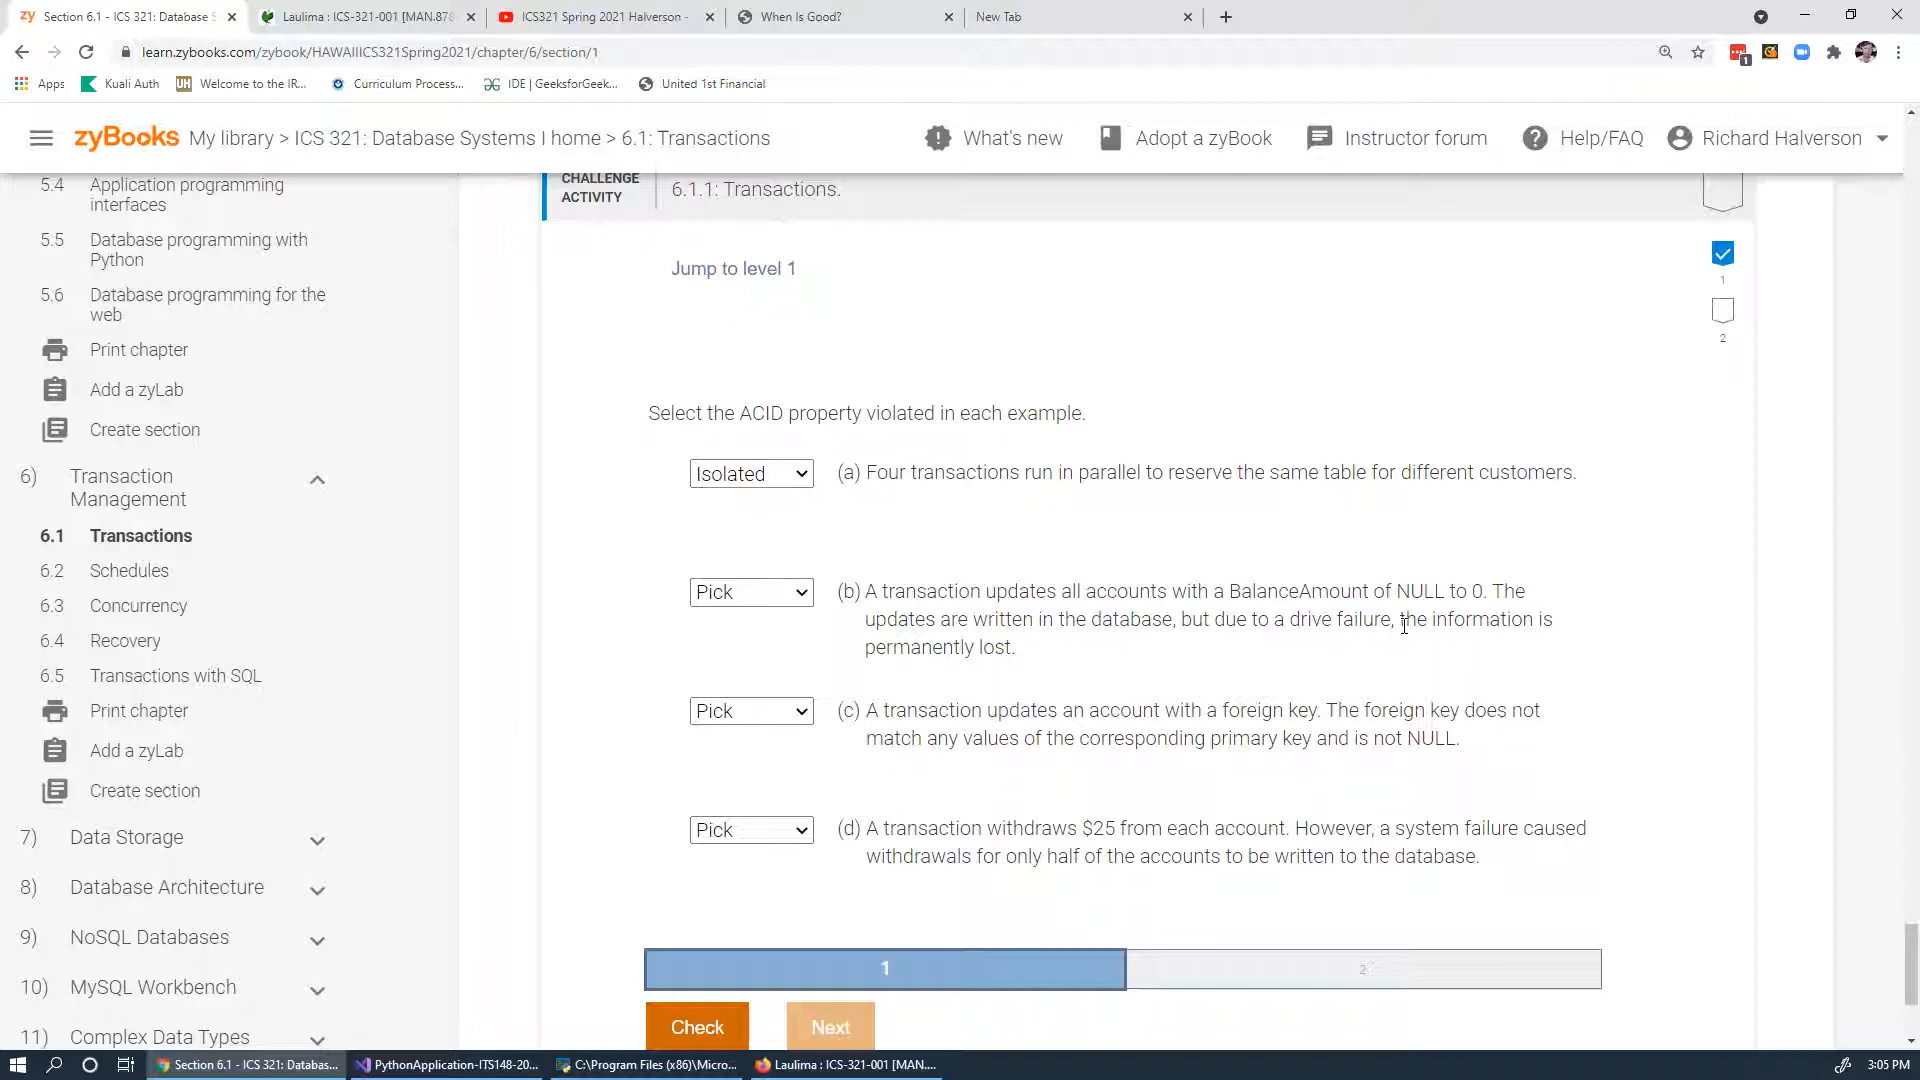 Section 6.1 - ICS 321: Database S
Laulima : ICS-321-001 [MAN.878
ICS321 Spring 2021 Halverson -
When Is Good?
New Tab
learn.zybooks.com/zybook/HAWAIIICS321Spring2021/chapter/6/section/1
1
Apps
Kuali Auth
Welcome to the IR...
Curriculum Process...
IDE | GeeksforGeek...
United 1st Financial
zyBooks My library > ICS 321: Database Systems I home > 6.1: Transactions
What's new
Adopt a zyBook
Instructor forum
Help/FAQ
Richard Halverson
5.4 Application programming
interfaces
5.5 Database programming with
Python
5.6 Database programming for the
web
Print chapter
Add a zyLab
Create section
6) Transaction
Management
6.1 Transactions
6.2 Schedules
6.3 Concurrency
6.4 Recovery
6.5 Transactions with SQL
Print chapter
Add a zyLab
Create section
7) Data Storage
8) Database Architecture
9) NoSQL Databases
10) MySQL Workbench
11) Complex Data Types
CHALLENGE
ACTIVITY
6.1.1: Transactions.
Jump to level 1
1
2
Select the ACID property violated in each example.
Isolated
(a) Four transactions run in parallel to reserve the same table for different customers.
Pick
(b) A transaction updates all accounts with a BalanceAmount of NULL to 0. The
updates are written in the database, but due to a drive failure, the information is
permanently lost.
Pick
(c) A transaction updates an account with a foreign key. The foreign key does not
match any values of the corresponding primary key and is not NULL.
Pick
(d) A transaction withdraws $25 from each account. However, a system failure caused
withdrawals for only half of the accounts to be written to the database.
1
2
Check
Next
Section 6.1 - ICS 321: Databas...
PythonApplication-ITS148-20...
C:\Program Files (x86)\Micro...
Laulima : ICS-321-001 [MAN....
3:05 PM